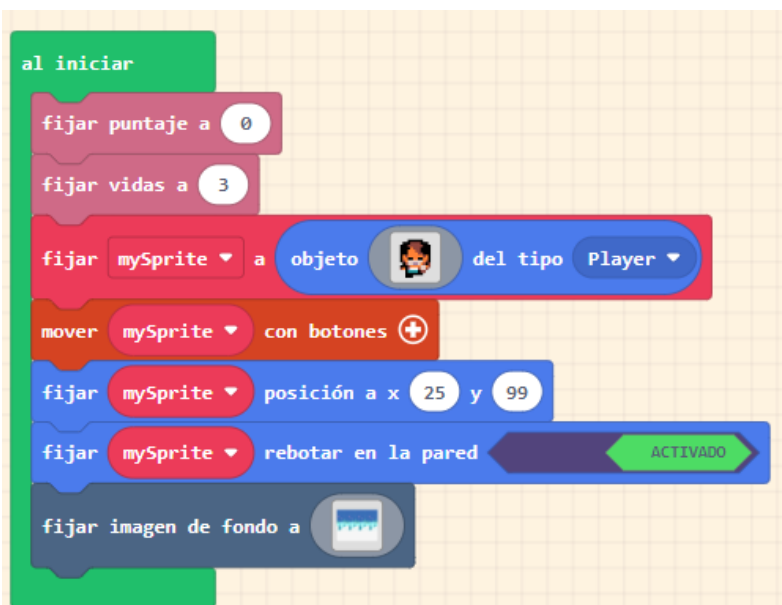 al iniciar
fijar puntaje a 0
fijar vidas a 3
fijar mySprite a objeto del tipo Player
mover mySprite con botones
fijar mySprite posición a x 25 y 99
fijar mySprite rebotar en la pared ACTIVADO
fijar imagen de fondo a